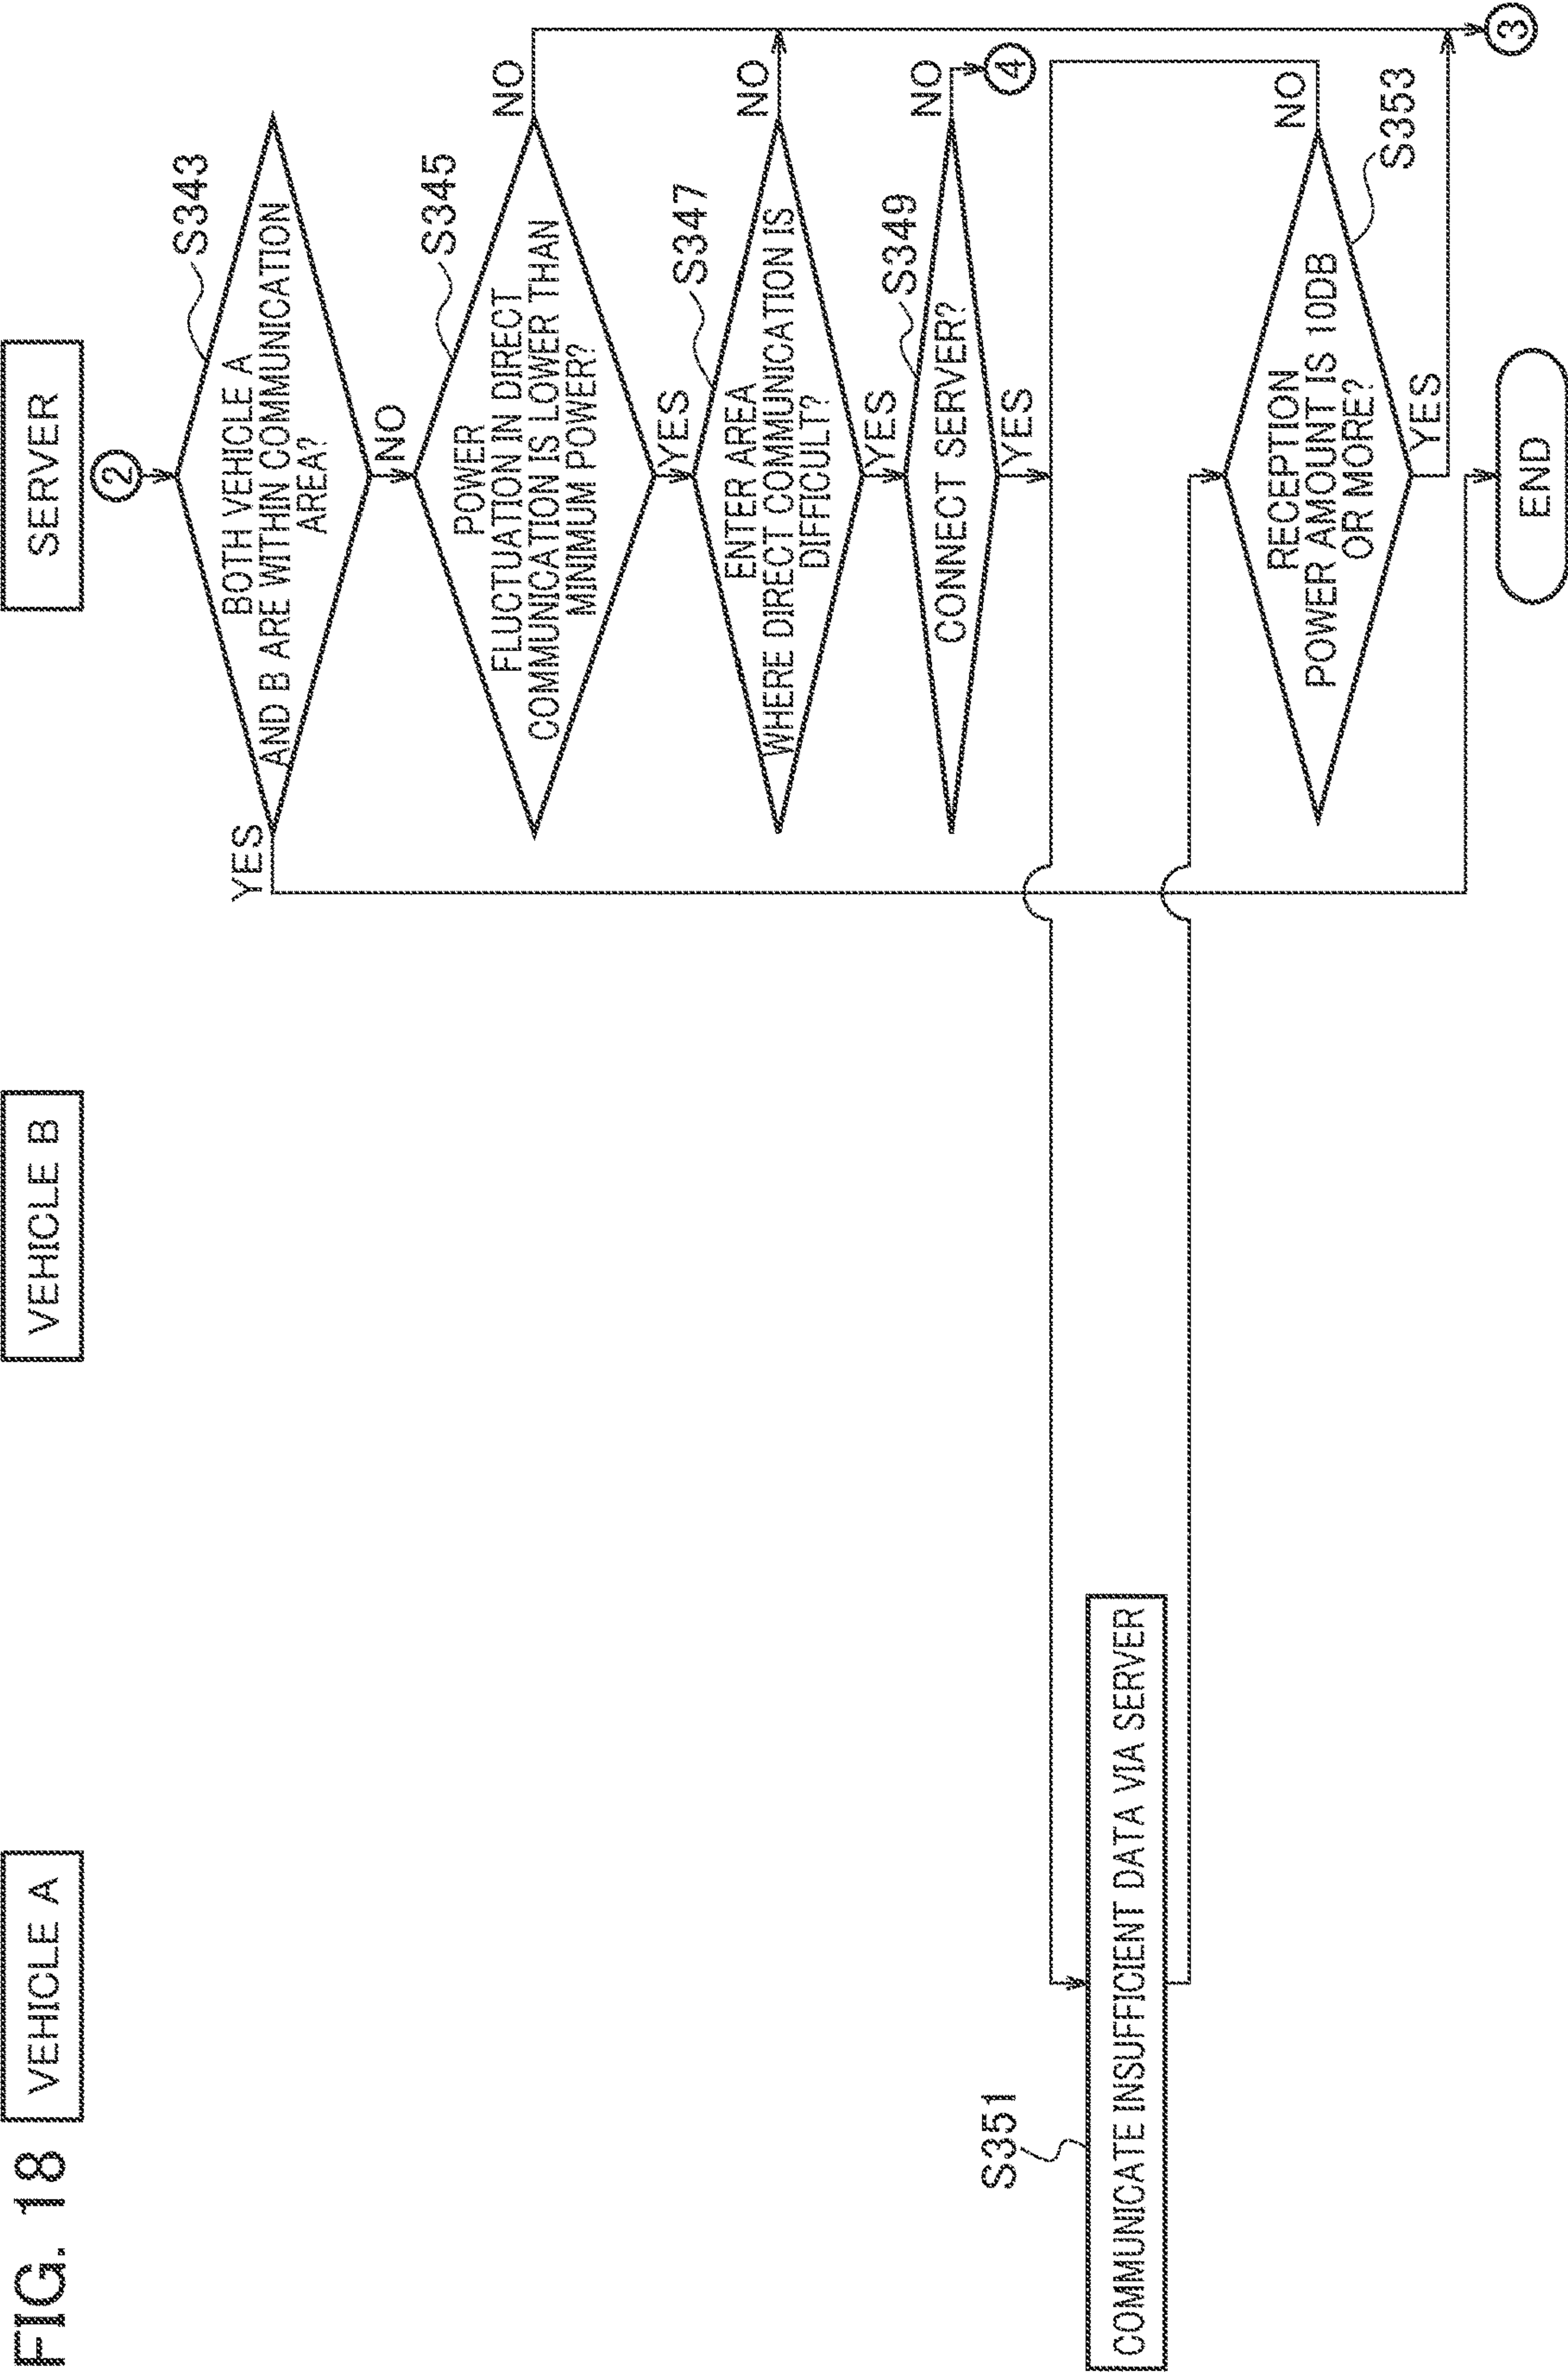 FIG. 18
VEHICLE A
VEHICLE B
SERVER
2
S343
BOTH VEHICLE A
AND B ARE WITHIN COMMUNICATION
AREA?
YES
NO
S345
POWER
FLUCTUATION IN DIRECT
COMMUNICATION IS LOWER THAN
MINIMUM POWER?
NO
YES
S347
ENTER AREA
WHERE DIRECT COMMUNICATION IS
DIFFICULT?
NO
YES
S349
CONNECT SERVER?
NO
4
YES
S351
COMMUNICATE INSUFFICIENT DATA VIA SERVER
S353
RECEPTION
POWER AMOUNT IS 10DB
OR MORE?
NO
YES
3
END